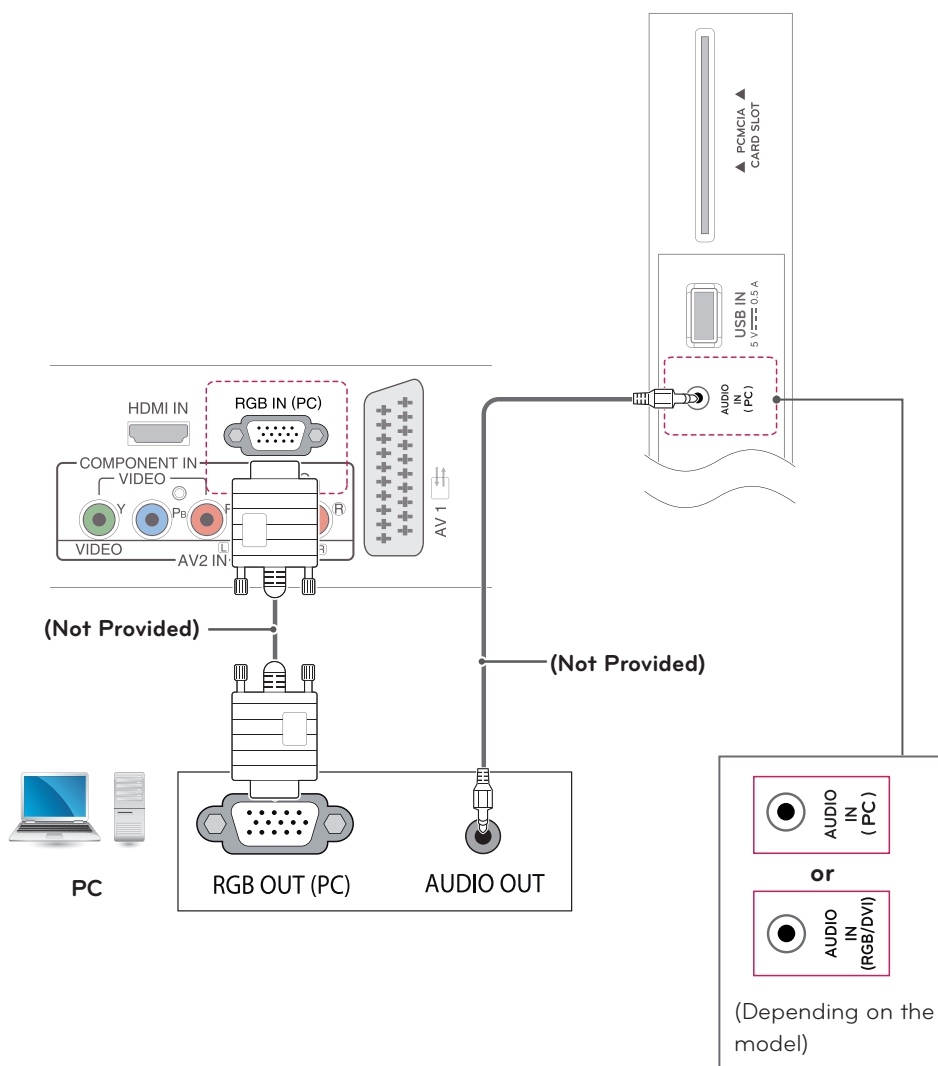 ▲ PCMCIA ▲
CARD SLOT
USB IN
5 V 0.5 A
AUDIO
IN
(PC)
HDMI IN
RGB IN (PC)
COMPONENT IN
VIDEO
Y
PB
R
VIDEO
L
R
AV2 IN
AV 1
(Not Provided)
(Not Provided)
PC
RGB OUT (PC)
AUDIO OUT
AUDIO
IN
(PC)
or
AUDIO
IN
(RGB/DVI)
(Depending on the
model)